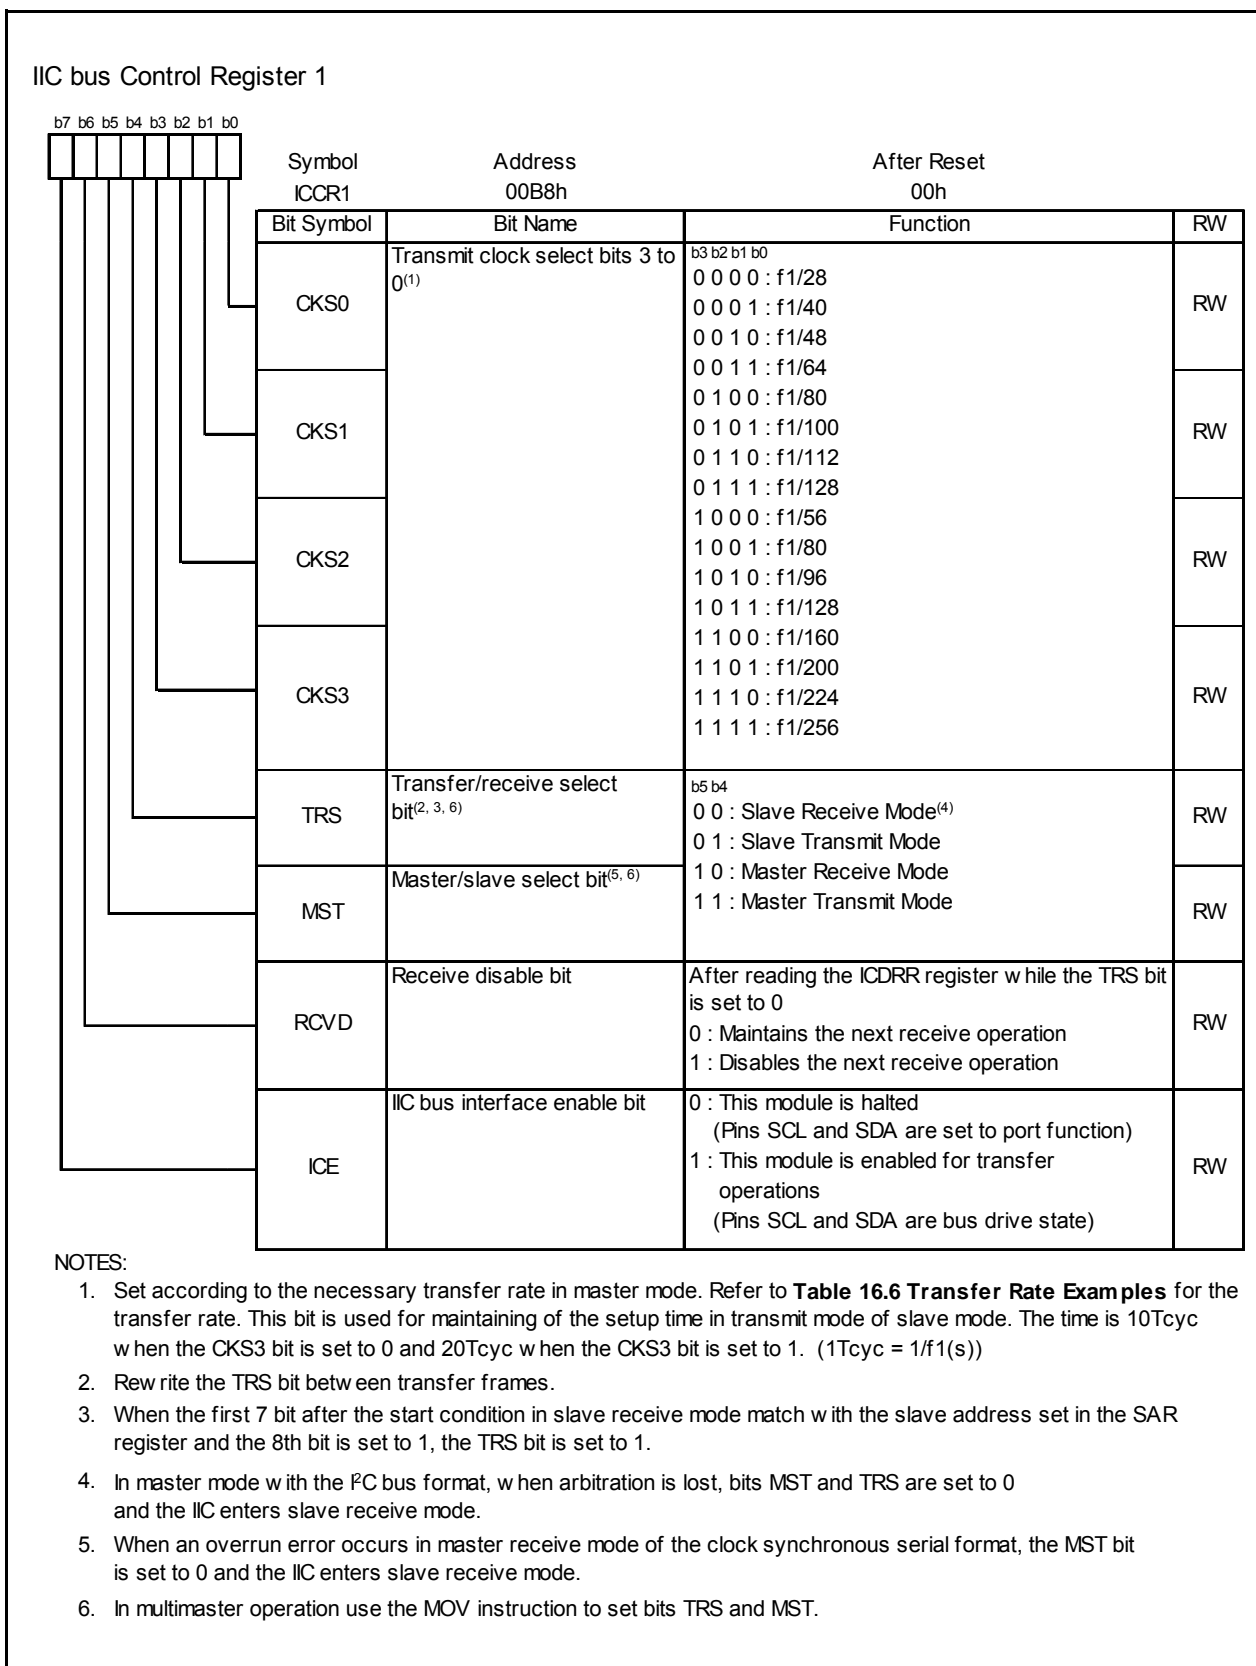 IIC bus Control Register 1
b7 b6 b5 b4 b3 b2 b1 b0
Symbol Address After Reset
ICCR1 00B8h 00h
Bit Symbol Bit Name Function RW
CKS0 Transmit clock select bits 3 to RW
0(1)
b3 b2 b1 b0
0 0 0 0 : f1/28
0 0 0 1 : f1/40
0 0 1 0 : f1/48
0 0 1 1 : f1/64
CKS1 RW
0 1 0 0 : f1/80
0 1 0 1 : f1/100
0 1 1 0 : f1/112
0 1 1 1 : f1/128
CKS2 RW
1 0 0 0 : f1/56
1 0 0 1 : f1/80
1 0 1 0 : f1/96
1 0 1 1 : f1/128
CKS3 RW
1 1 0 0 : f1/160
1 1 0 1 : f1/200
1 1 1 0 : f1/224
1 1 1 1 : f1/256
TRS Transfer/receive select RW
bit(2, 3, 6)
b5 b4
0 0 : Slave Receive Mode(4)
0 1 : Slave Transmit Mode
1 0 : Master Receive Mode
1 1 : Master Transmit Mode
MST Master/slave select bit(5, 6) RW
RCVD Receive disable bit RW
After reading the ICDRR register while the TRS bit
is set to 0
0 : Maintains the next receive operation
1 : Disables the next receive operation
ICE IIC bus interface enable bit RW
0 : This module is halted
(Pins SCL and SDA are set to port function)
1 : This module is enabled for transfer
operations
(Pins SCL and SDA are bus drive state)
NOTES:
1. Set according to the necessary transfer rate in master mode. Refer to Table 16.6 Transfer Rate Examples for the
transfer rate. This bit is used for maintaining of the setup time in transmit mode of slave mode. The time is 10Tcyc
when the CKS3 bit is set to 0 and 20Tcyc when the CKS3 bit is set to 1. (1Tcyc = 1/f1(s))
2. Rewrite the TRS bit between transfer frames.
3. When the first 7 bit after the start condition in slave receive mode match with the slave address set in the SAR
register and the 8th bit is set to 1, the TRS bit is set to 1.
4. In master mode with the I2C bus format, when arbitration is lost, bits MST and TRS are set to 0
and the IIC enters slave receive mode.
5. When an overrun error occurs in master receive mode of the clock synchronous serial format, the MST bit
is set to 0 and the IIC enters slave receive mode.
6. In multimaster operation use the MOV instruction to set bits TRS and MST.